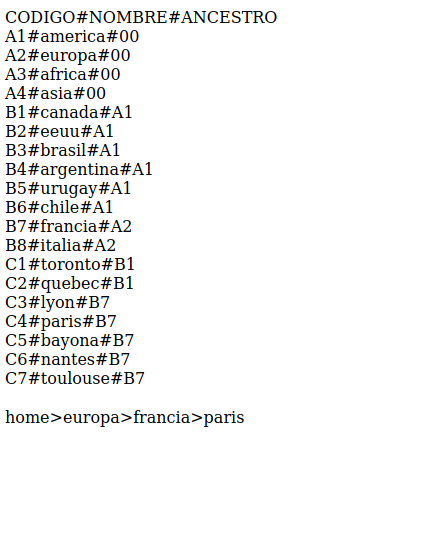 CODIGO#NOMBRE#ANCESTRO
A1#america#00
A2#europa#00
A3#africa#00
A4#asia#00
B1#canada#A1
B2#eeuu#A1
B3#brasil#A1
B4#argentina#A1
B5#urugay#A1
B6#chile#A1
B7#francia#A2
B8#italia#A2
C1#toronto#B1
C2#quebec#B1
C3#lyon#B7
C4#paris#B7
C5#bayona#B7
C6#nantes#B7
C7#toulouse#B7
home>europa>francia>paris